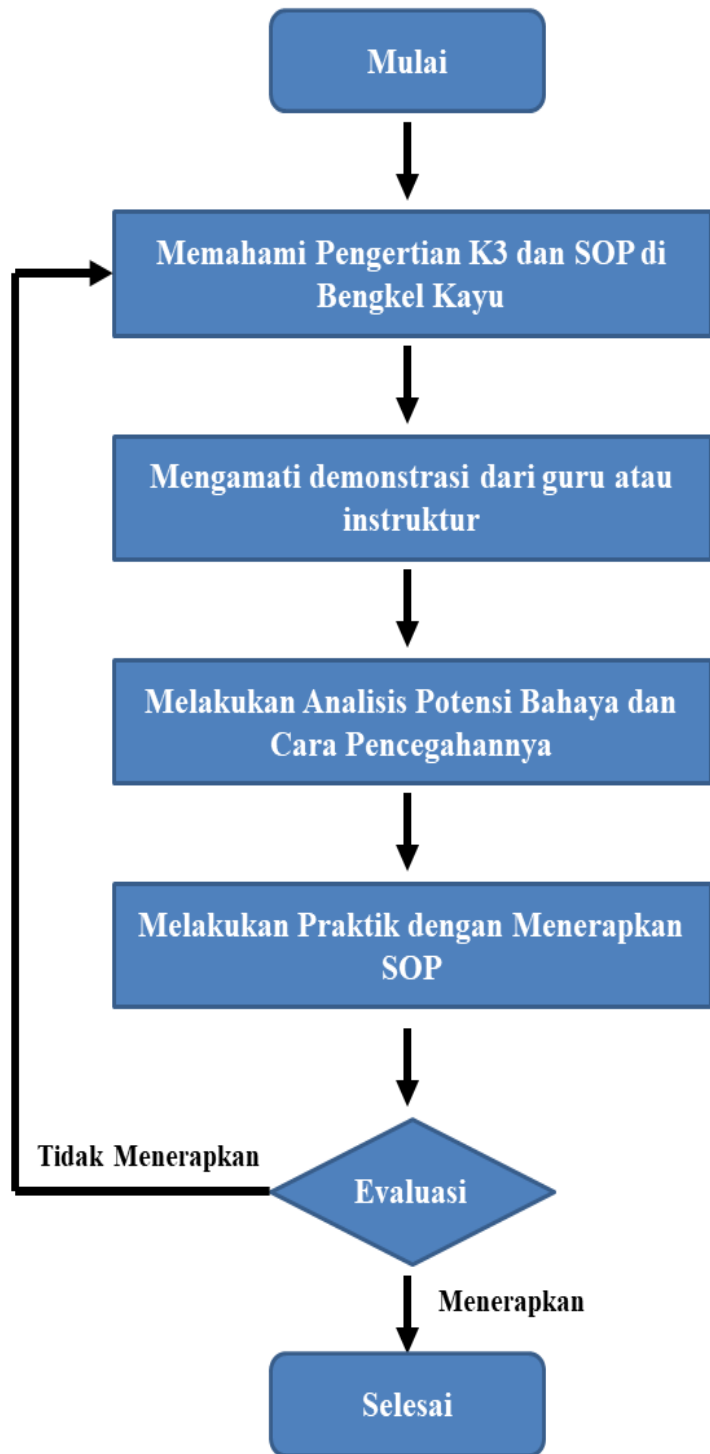 Mulai
Memahami Pengertian K3 dan SOP di
Bengkel Kayu
Mengamati demonstrasi dari guru atau
instruktur
Melakukan Analisis Potensi Bahaya dan
Cara Pencegahannya
Melakukan Praktik dengan Menerapkan
SOP
Tidak Menerapkan
Evaluasi
Menerapkan
Selesai